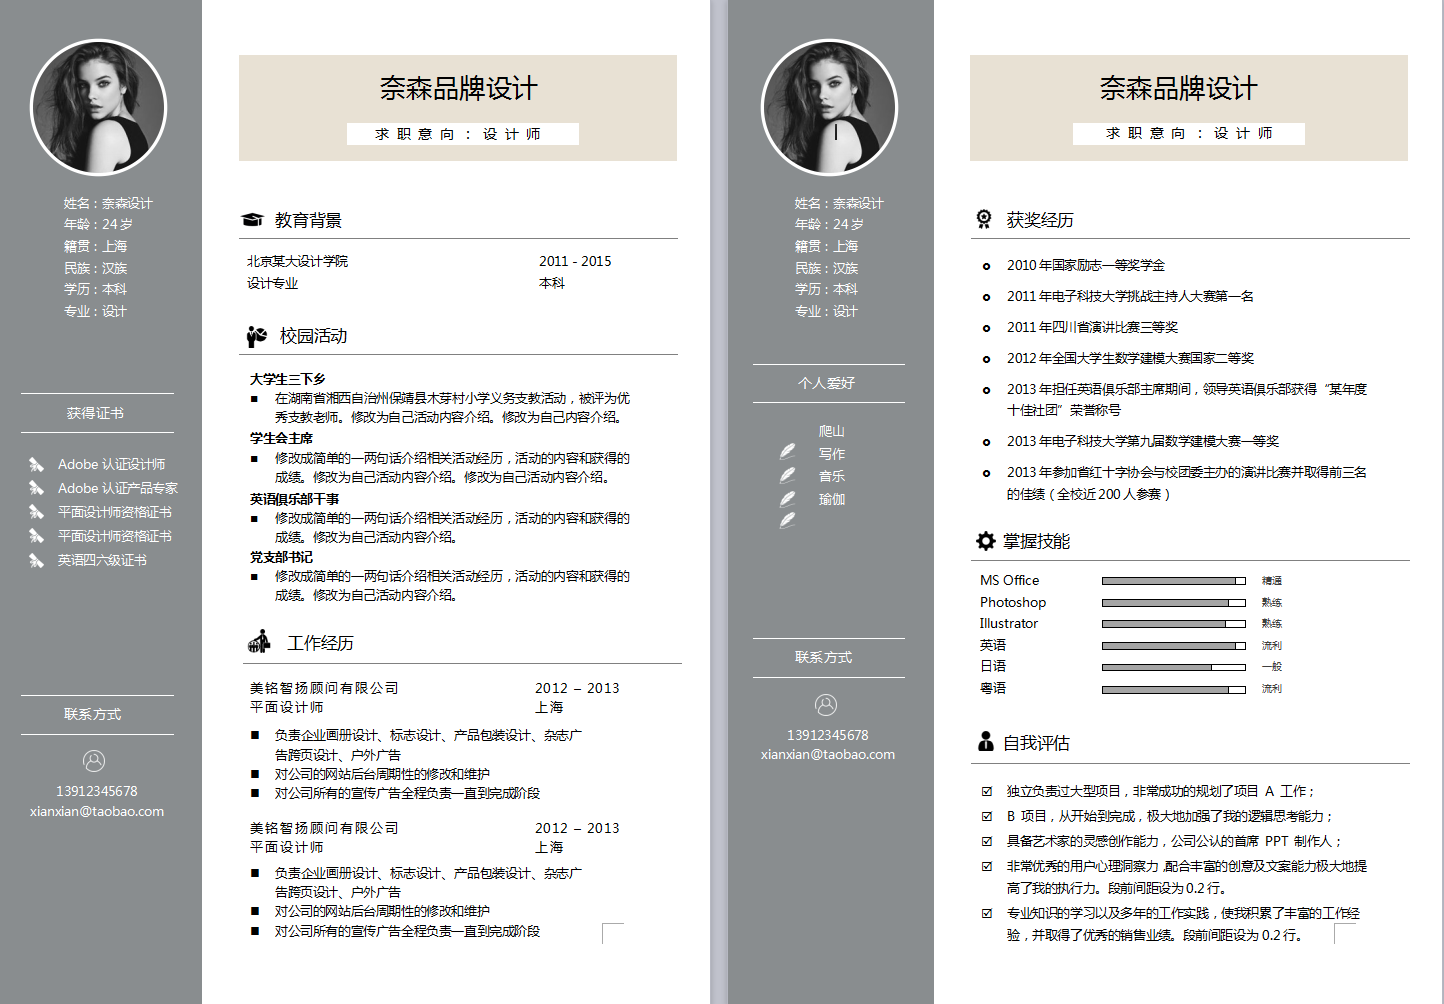 奈森品牌设计
求职意向：设计师
姓名：奈森设计
年龄：24 岁
籍贯：上海
民族：汉族
学历：本科
专业：设计
获得证书
Adobe 认证设计师
Adobe 认证产品专家
平面设计师资格证书
平面设计师资格证书
英语四六级证书
联系方式
13912345678
xianxian@taobao.com
教育背景
北京某大设计学院 2011 - 2015
设计专业 本科
校园活动
大学生三下乡
■ 在湖南省湘西自治州保靖县木芽村小学义务支教活动，被评为优
秀支教老师。修改为自己活动内容介绍。修改为自己内容介绍。
学生会主席
■ 修改成简单的一两句话介绍相关活动经历，活动的内容和获得的
成绩。修改为自己活动内容介绍。修改为自己活动内容介绍。
英语俱乐部干事
■ 修改成简单的一两句话介绍相关活动经历，活动的内容和获得的
成绩。修改为自己活动内容介绍。
党支部书记
■ 修改成简单的一两句话介绍相关活动经历，活动的内容和获得的
成绩。修改为自己活动内容介绍。
工作经历
美铭智扬顾问有限公司 2012 – 2013
平面设计师 上海
■ 负责企业画册设计、标志设计、产品包装设计、杂志广
告跨页设计、户外广告
■ 对公司的网站后台周期性的修改和维护
■ 对公司所有的宣传广告全程负责一直到完成阶段
美铭智扬顾问有限公司 2012 – 2013
平面设计师 上海
■ 负责企业画册设计、标志设计、产品包装设计、杂志广
告跨页设计、户外广告
■ 对公司的网站后台周期性的修改和维护
■ 对公司所有的宣传广告全程负责一直到完成阶段
奈森品牌设计
求职意向：设计师
姓名：奈森设计
年龄：24 岁
籍贯：上海
民族：汉族
学历：本科
专业：设计
个人爱好
爬山
写作
音乐
瑜伽
联系方式
13912345678
xianxian@taobao.com
获奖经历
2010 年国家励志一等奖学金
2011 年电子科技大学挑战主持人大赛第一名
2011 年四川省演讲比赛三等奖
2012 年全国大学生数学建模大赛国家二等奖
2013 年担任英语俱乐部主席期间，领导英语俱乐部获得“某年度
十佳社团”荣誉称号
2013 年电子科技大学第九届数学建模大赛一等奖
2013 年参加省红十字协会与校团委主办的演讲比赛并取得前三名
的佳绩（全校近 200 人参赛）
掌握技能
MS Office 精通
Photoshop 熟练
Illustrator 熟练
英语 流利
日语 一般
粤语 流利
自我评估
☑ 独立负责过大型项目，非常成功的规划了项目 A 工作；
☑ B 项目，从开始到完成，极大地加强了我的逻辑思考能力；
☑ 具备艺术家的灵感创作能力，公司公认的首席 PPT 制作人；
☑ 非常优秀的用户心理洞察力,配合丰富的创意及文案能力极大地提
高了我的执行力。段前间距设为 0.2 行。
☑ 专业知识的学习以及多年的工作实践，使我积累了丰富的工作经
验，并取得了优秀的销售业绩。段前间距设为 0.2 行。